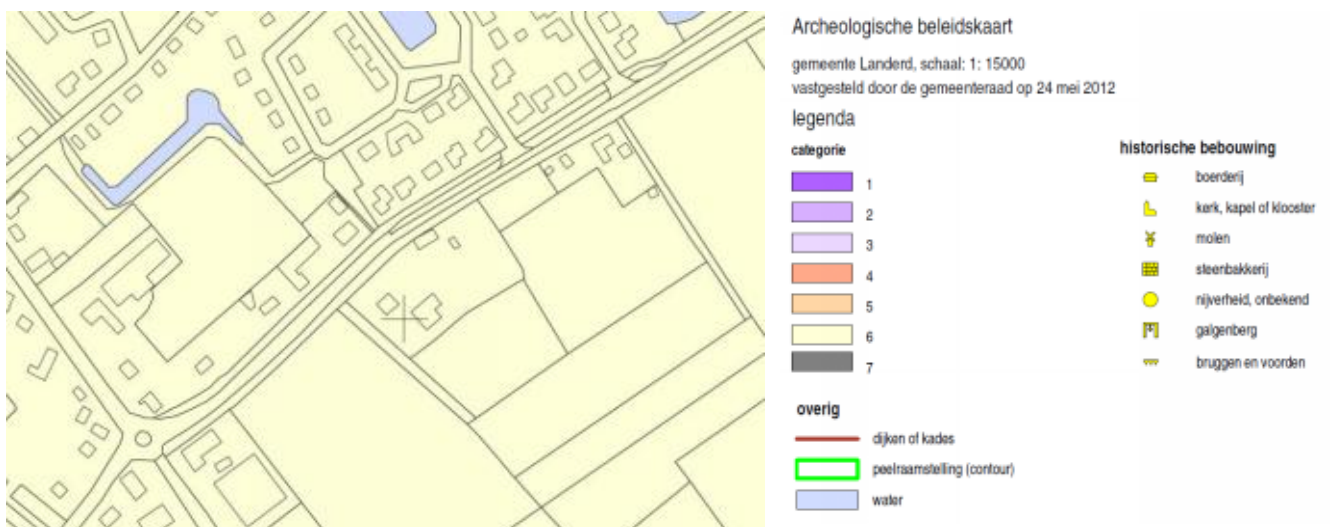 Archeologische beleidskaart
gemeente Landerd, schaal: 1: 15000
vastgesteld door de gemeenteraad op 24 mei 2012
legenda
categorie
1
2
3
4
5
6
7
historische bebouwing
boerderij
kerk, kapel of klooster
molen
steenbakkerij
nijverheid, onbekend
galgenberg
bruggen en voorden
overig
dijken of kades
peelraamstelling (contour)
water